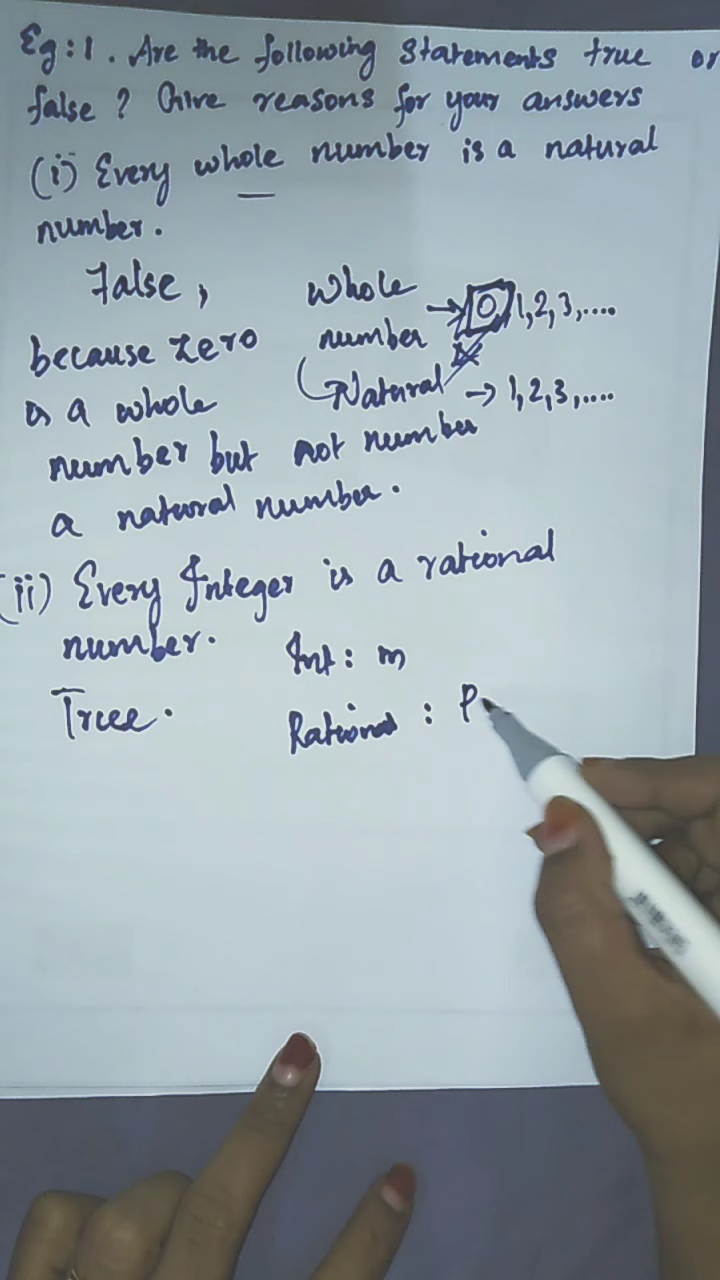 Eg:1. Are the following statements true or
false ? Give reasons for your answers
(i) Every whole number is a natural
number.
False,
because zero
is a whole
number but not
a natural number.
whole
number → 0 1, 2, 3, ....
Natural → 1, 2, 3, ....
number
(ii) Every Integer is a rational
number.
True.
Int : m
Rational : P